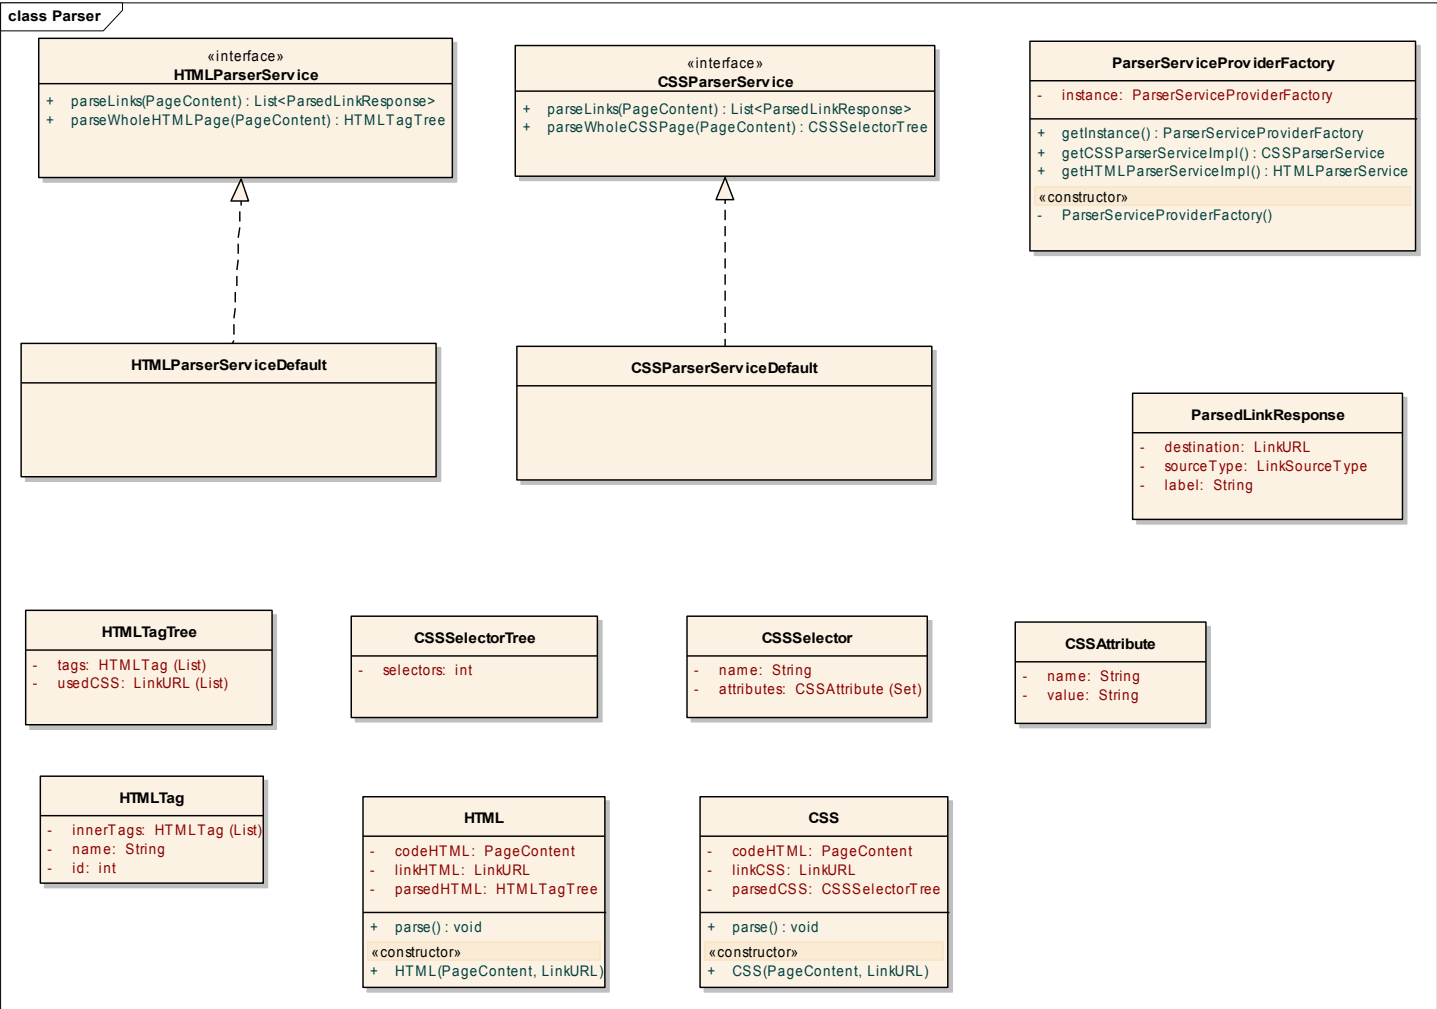 class Parser
«interface»
HTMLParserService
+ parseLinks(PageContent) : List<ParsedLinkResponse>
+ parseWholeHTMLPage(PageContent) : HTMLTagTree
«interface»
CSSParserService
+ parseLinks(PageContent) : List<ParsedLinkResponse>
+ parseWholeCSSPage(PageContent) : CSSSelectorTree
ParserServiceProviderFactory
- instance: ParserServiceProviderFactory
+ getInstance() : ParserServiceProviderFactory
+ getCSSParserServiceImpl() : CSSParserService
+ getHTMLParserServiceImpl() : HTMLParserService
«constructor»
- ParserServiceProviderFactory()
HTMLParserServiceDefault
CSSParserServiceDefault
ParsedLinkResponse
- destination: LinkURL
- sourceType: LinkSourceType
- label: String
HTMLTagTree
- tags: HTMLTag (List)
- usedCSS: LinkURL (List)
CSSSelectorTree
- selectors: int
CSSSelector
- name: String
- attributes: CSSAttribute (Set)
CSSAttribute
- name: String
- value: String
HTMLTag
- innerTags: HTMLTag (List)
- name: String
- id: int
HTML
- codeHTML: PageContent
- linkHTML: LinkURL
- parsedHTML: HTMLTagTree
+ parse() : void
«constructor»
+ HTML(PageContent, LinkURL)
CSS
- codeHTML: PageContent
- linkCSS: LinkURL
- parsedCSS: CSSSelectorTree
+ parse() : void
«constructor»
+ CSS(PageContent, LinkURL)